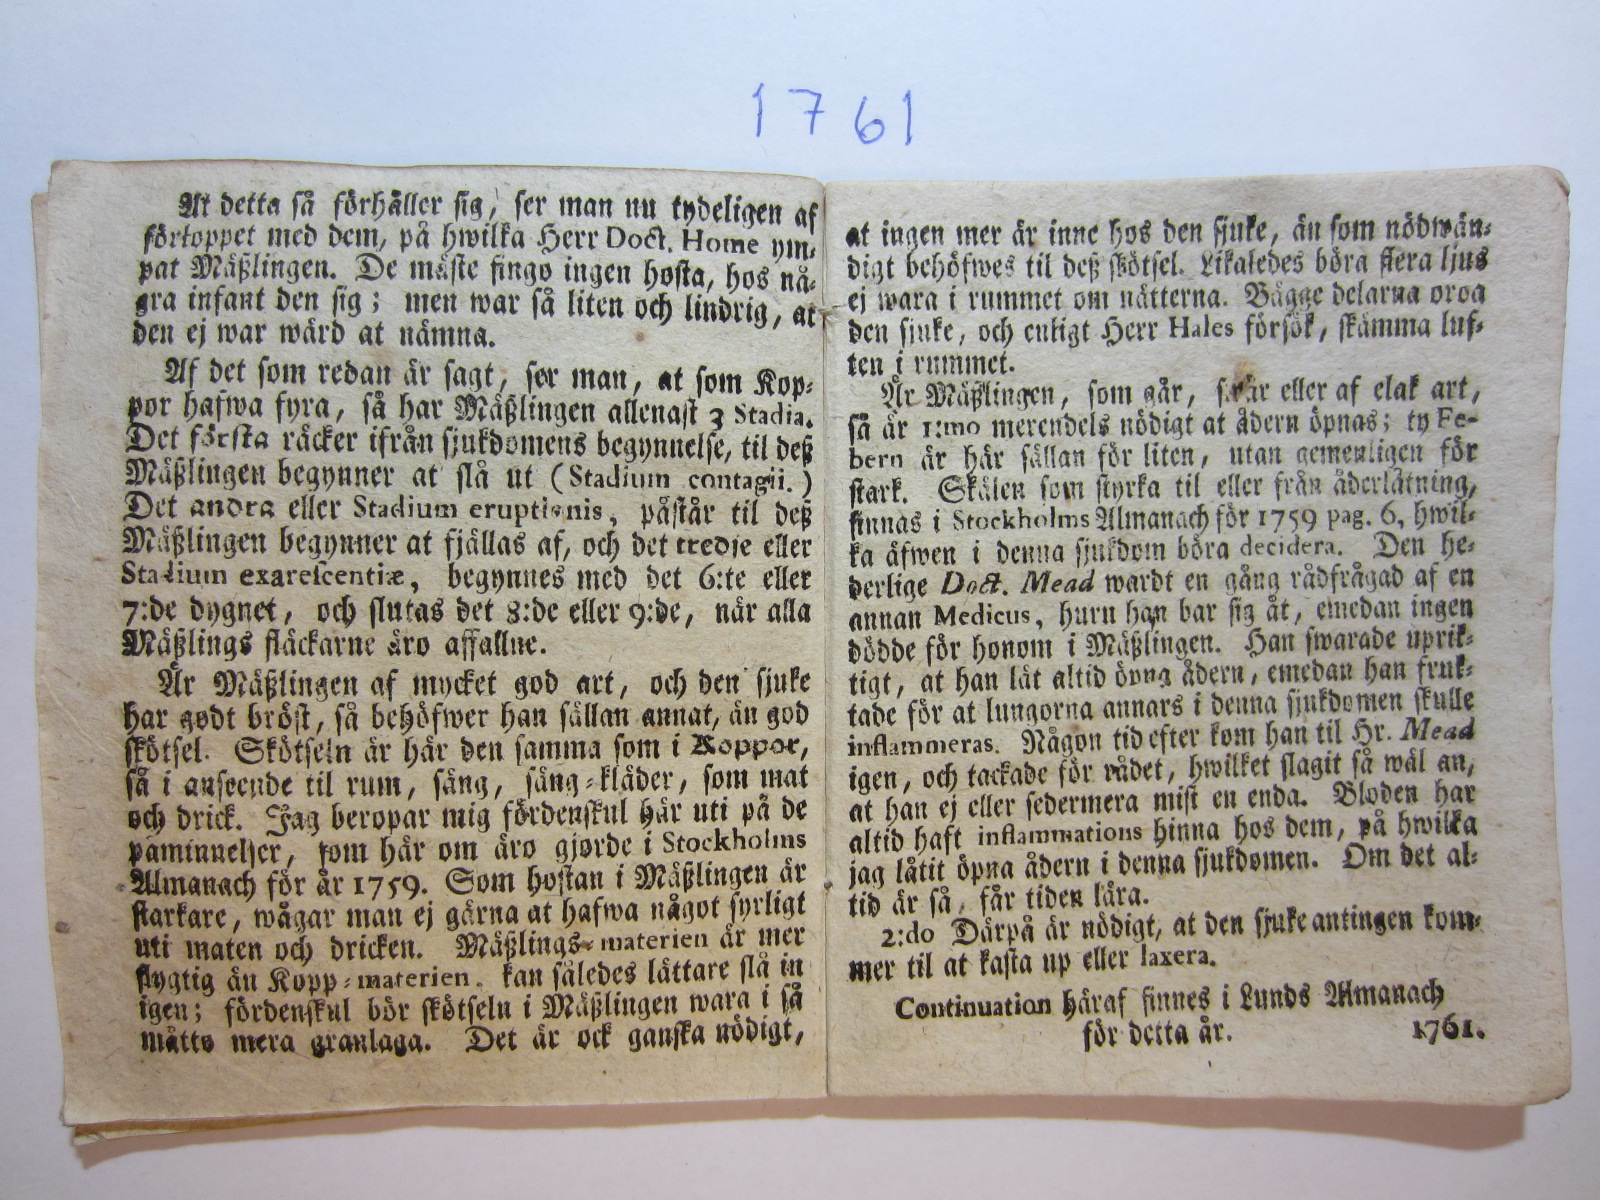 1761
At detta så förhåller sig, ser man nu tydeligen af
förloppet med dem, på hwilka Herr Doct. Home ym-
pat Mäßlingen. De mäste fingo ingen hosta, hos nå-
gra infant den sig; men war så liten och lindrig, at
den ej war wärd at nämna.
Af det som redan är sagt, ser man, at som Kop-
por hafwa fyra, så har Mäßlingen allenast 3 Stadia.
Det första räcker ifrån sjukdomens begynnelse, til deß
Mäßlingen begynner at slå ut (Stadium contagii.)
Det andra eller Stadium eruptionis, påstår til deß
Mäßlingen begynner at fjällas af, och det tredje eller
Stadium exarescentiæ, begynnes med det 6:te eller
7:de dygnet, och slutas det 8:de eller 9:de, när alla
Mäßlings fläckarne äro affallne.
Är Mäßlingen af mycket god art, och den sjuke
har godt bröst, så behöfwer han sällan annat, än god
skötsel. Skötseln är här den samma som i Koppor,
så i anseende til rum, säng, säng-kläder, som mat
och drick. Jag beropar mig fördenskul här uti på de
påminnelser, som här om äro gjorde i Stockholms
Almanach för år 1759. Som hostan i Mäßlingen är
starkare, wågar man ej gärna at hafwa något syrligt
uti maten och dricken. Mäßlings-materien är mer
flygtig än Kopp-materien, kan således lättare slå in
igen; fördenskul bör skötseln i Mäßlingen wara i så
måtto mera granlaga. Det är ock ganska nödigt,
at ingen mer är inne hos den sjuke, än som nödwän-
digt behöfwes til deß skötsel. Likaledes böra flera ljus
ej wara i rummet om nätterna. Bägge delarna oroa
den sjuke, och enligt Herr Hales försök, skämma luf-
ten i rummet.
Är Mäßlingen, som går, swår eller af elak art,
så är 1:mo merendels nödigt at ådern öpnas; ty Fe-
bern är här sällan för liten, utan gemenligen för
stark. Skälen som styrka til eller från åderlåtning,
finnas i Stockholms Almanach för 1759 pag. 6, hwil-
ka äfwen i denna sjukdom böra decidera. Den he-
derlige Doct. Mead wardt en gång rådfrågad af en
annan Medicus, huru han bar sig åt, emedan ingen
dödde för honom i Mäßlingen. Han swarade uprik-
tigt, at han lät altid öpna ådern, emedan han fruk-
tade för at lungorna annars i denna sjukdomen skulle
inflammeras. Någon tid efter kom han til Hr. Mead
igen, och tackade för rådet, hwilket slagit så wäl an,
at han ej eller sedermera mist en enda. Bloden har
altid haft inflammations hinna hos dem, på hwilka
jag låtit öpna ådern i denna sjukdomen. Om det al-
tid är så, får tiden lära.
2:do Därpå är nödigt, at den sjuke antingen kom-
mer til at kasta up eller laxera.
Continuation häraf finnes i Lunds Almanach
för detta år. 1761.